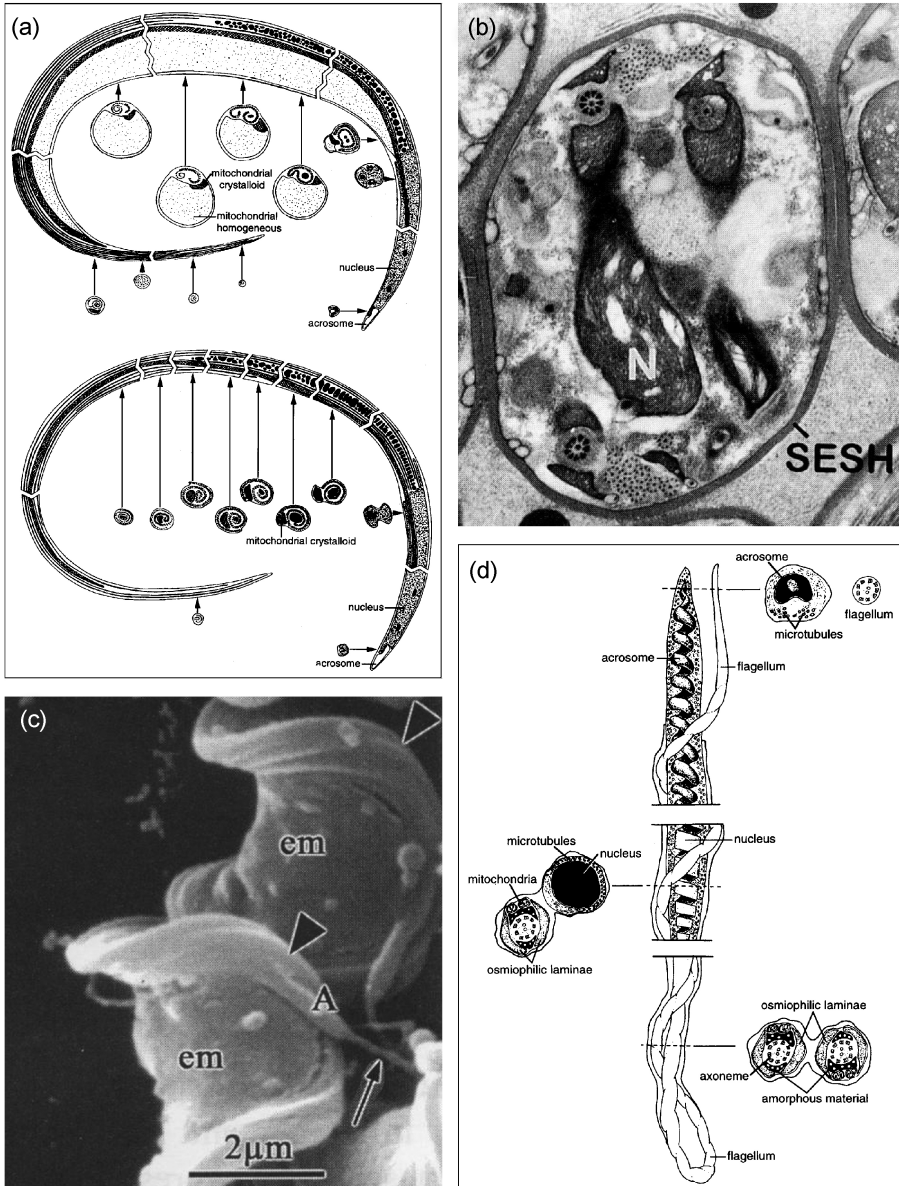 (a)
mitochondrial
crystalloid
mitochondrial
homogeneous
nucleus
acrosome
mitochondrial crystalloid
nucleus
acrosome
(b)
N
SESH
(c)
em
A
em
2µm
(d)
acrosome
flagellum
microtubules
acrosome
flagellum
microtubules
nucleus
mitochondria
nucleus
osmiophilic laminae
osmiophilic laminae
axoneme
amorphous material
flagellum